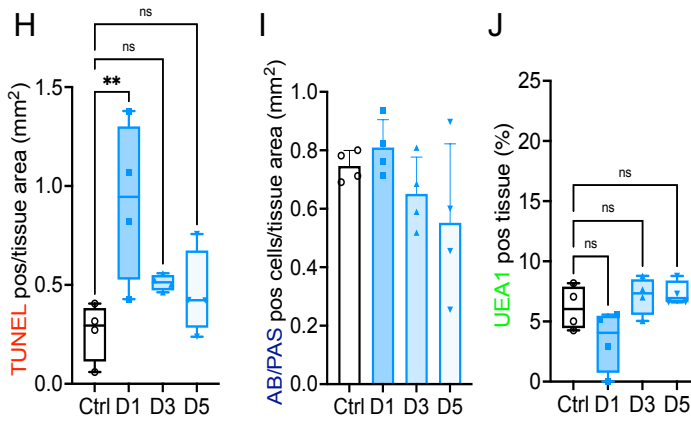 H
ns
ns
**
TUNEL pos/tissue area (mm²)
1.5
1.0
0.5
0.0
Ctrl D1 D3 D5
I
AB/PAS pos cells/tissue area (mm²)
1.0
0.8
0.6
0.4
0.2
0.0
Ctrl D1 D3 D5
J
UEA1 pos tissue (%)
25
20
15
10
5
0
ns
ns
ns
Ctrl D1 D3 D5